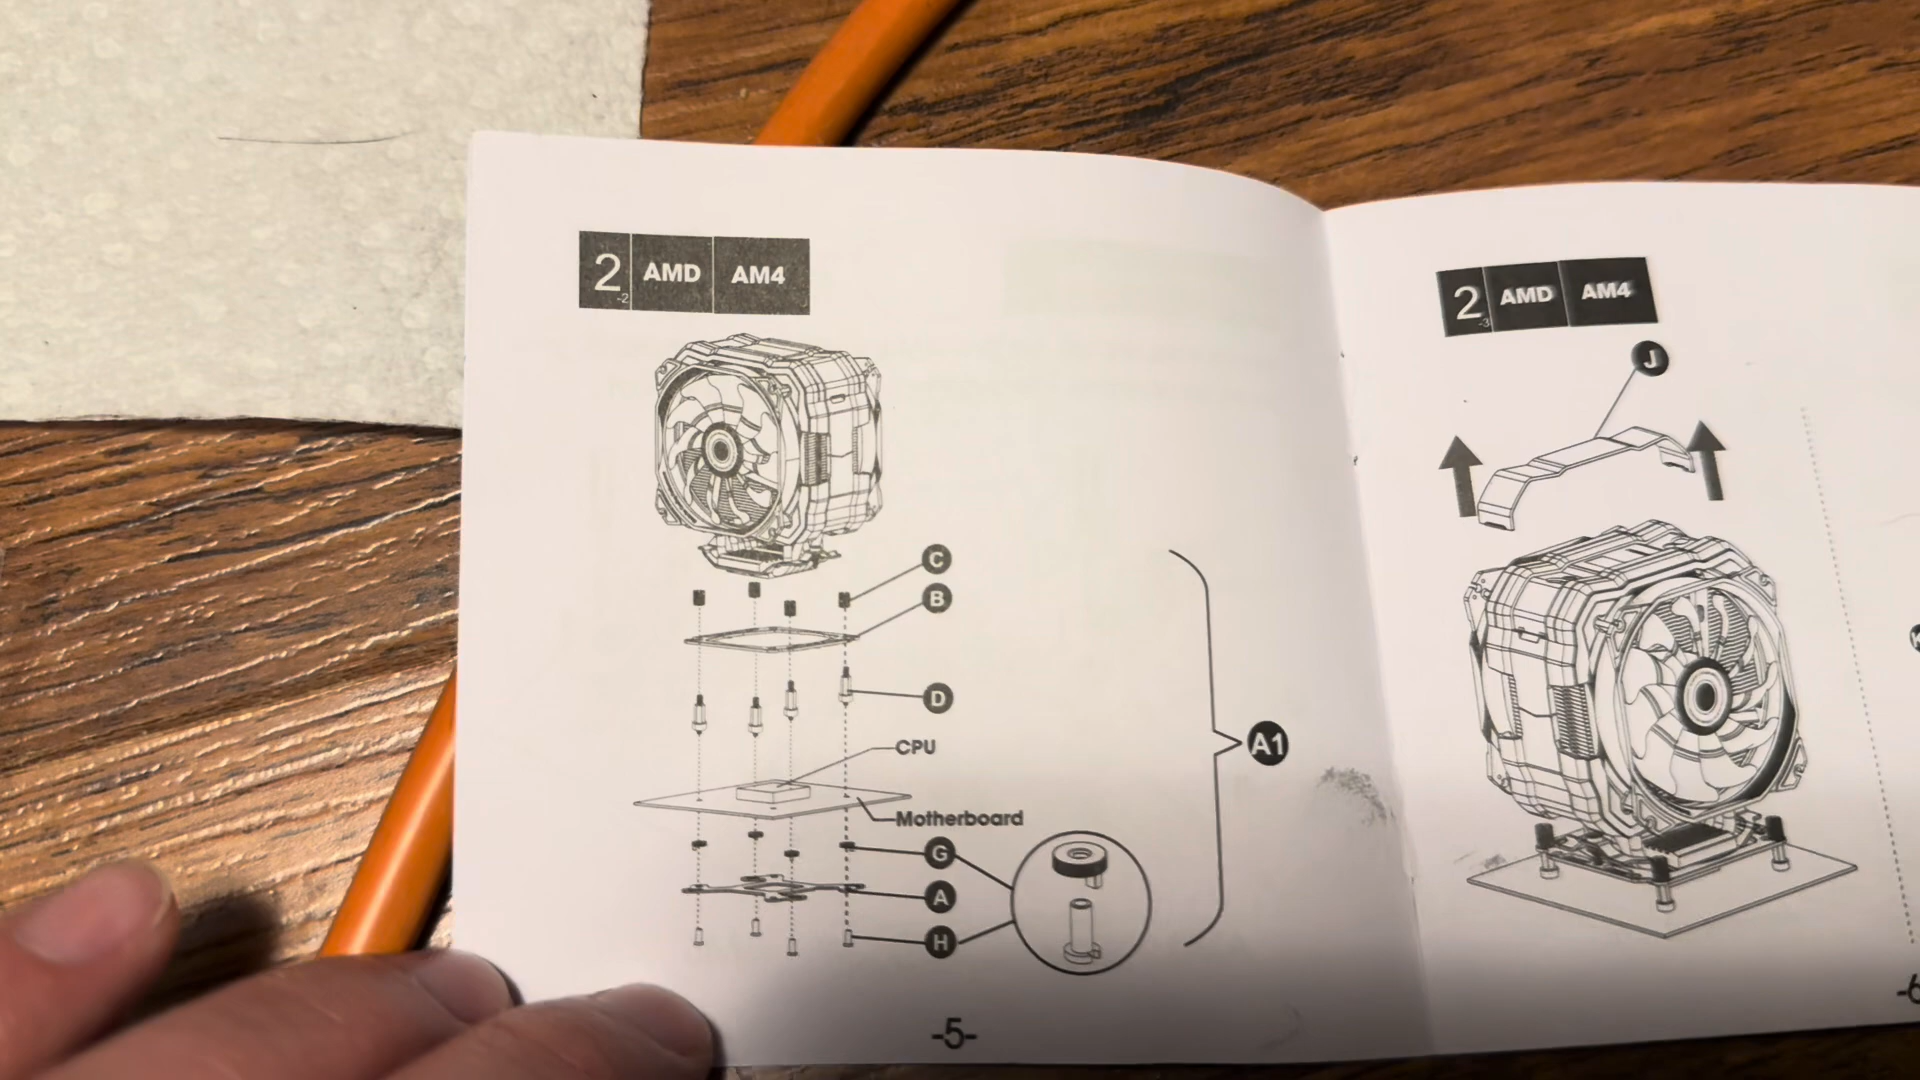 2 -2 AMD AM4
C
B
D
CPU
Motherboard
G
A
H
A1
-5-
2 -3 AMD AM4
J